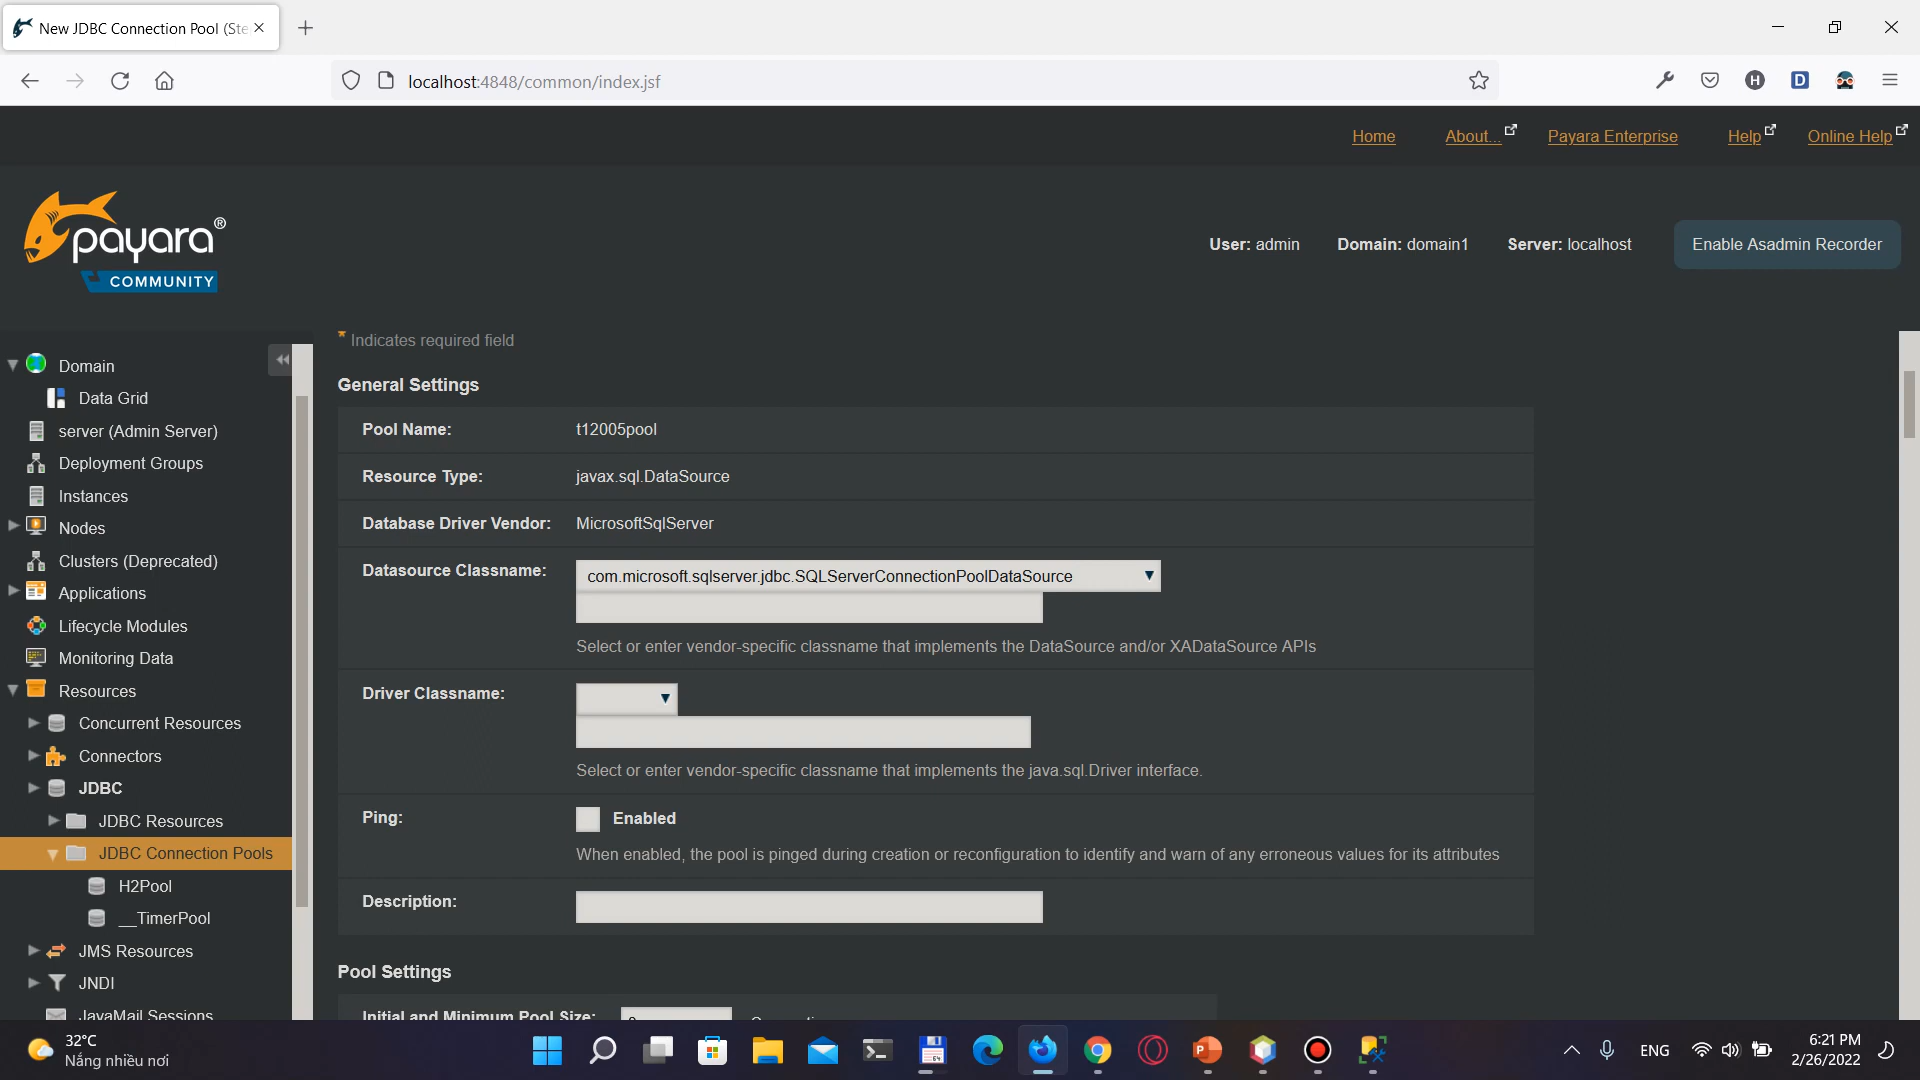 New JDBC Connection Pool (Ste
localhost:4848/common/index.jsf
H
D
Home
About...
Payara Enterprise
Help
Online Help
payara®
COMMUNITY
User: admin
Domain: domain1
Server: localhost
Enable Asadmin Recorder
* Indicates required field
General Settings
Pool Name: t12005pool
Resource Type: javax.sql.DataSource
Database Driver Vendor: MicrosoftSqlServer
Datasource Classname: com.microsoft.sqlserver.jdbc.SQLServerConnectionPoolDataSource
Select or enter vendor-specific classname that implements the DataSource and/or XADataSource APIs
Driver Classname:
Select or enter vendor-specific classname that implements the java.sql.Driver interface.
Ping: Enabled
When enabled, the pool is pinged during creation or reconfiguration to identify and warn of any erroneous values for its attributes
Description:
Pool Settings
Initial and Minimum Pool Size:
Domain
Data Grid
server (Admin Server)
Deployment Groups
Instances
Nodes
Clusters (Deprecated)
Applications
Lifecycle Modules
Monitoring Data
Resources
Concurrent Resources
Connectors
JDBC
JDBC Resources
JDBC Connection Pools
H2Pool
__TimerPool
JMS Resources
JNDI
JavaMail Sessions
32°C
Nắng nhiều nơi
ENG
6:21 PM
2/26/2022